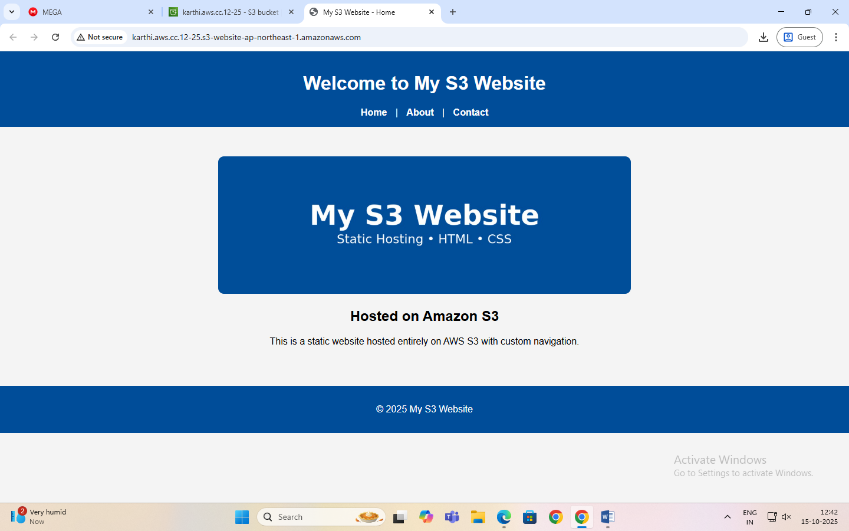 MEGA
karthi.aws.cc.12-25 - S3 bucket
My S3 Website - Home
Not secure
karthi.aws.cc.12-25.s3-website-ap-northeast-1.amazonaws.com
Guest
Welcome to My S3 Website
Home | About | Contact
My S3 Website
Static Hosting • HTML • CSS
Hosted on Amazon S3
This is a static website hosted entirely on AWS S3 with custom navigation.
© 2025 My S3 Website
Activate Windows
Go to Settings to activate Windows.
2
Very humid
Now
Search
ENG
IN
12:42
15-10-2025